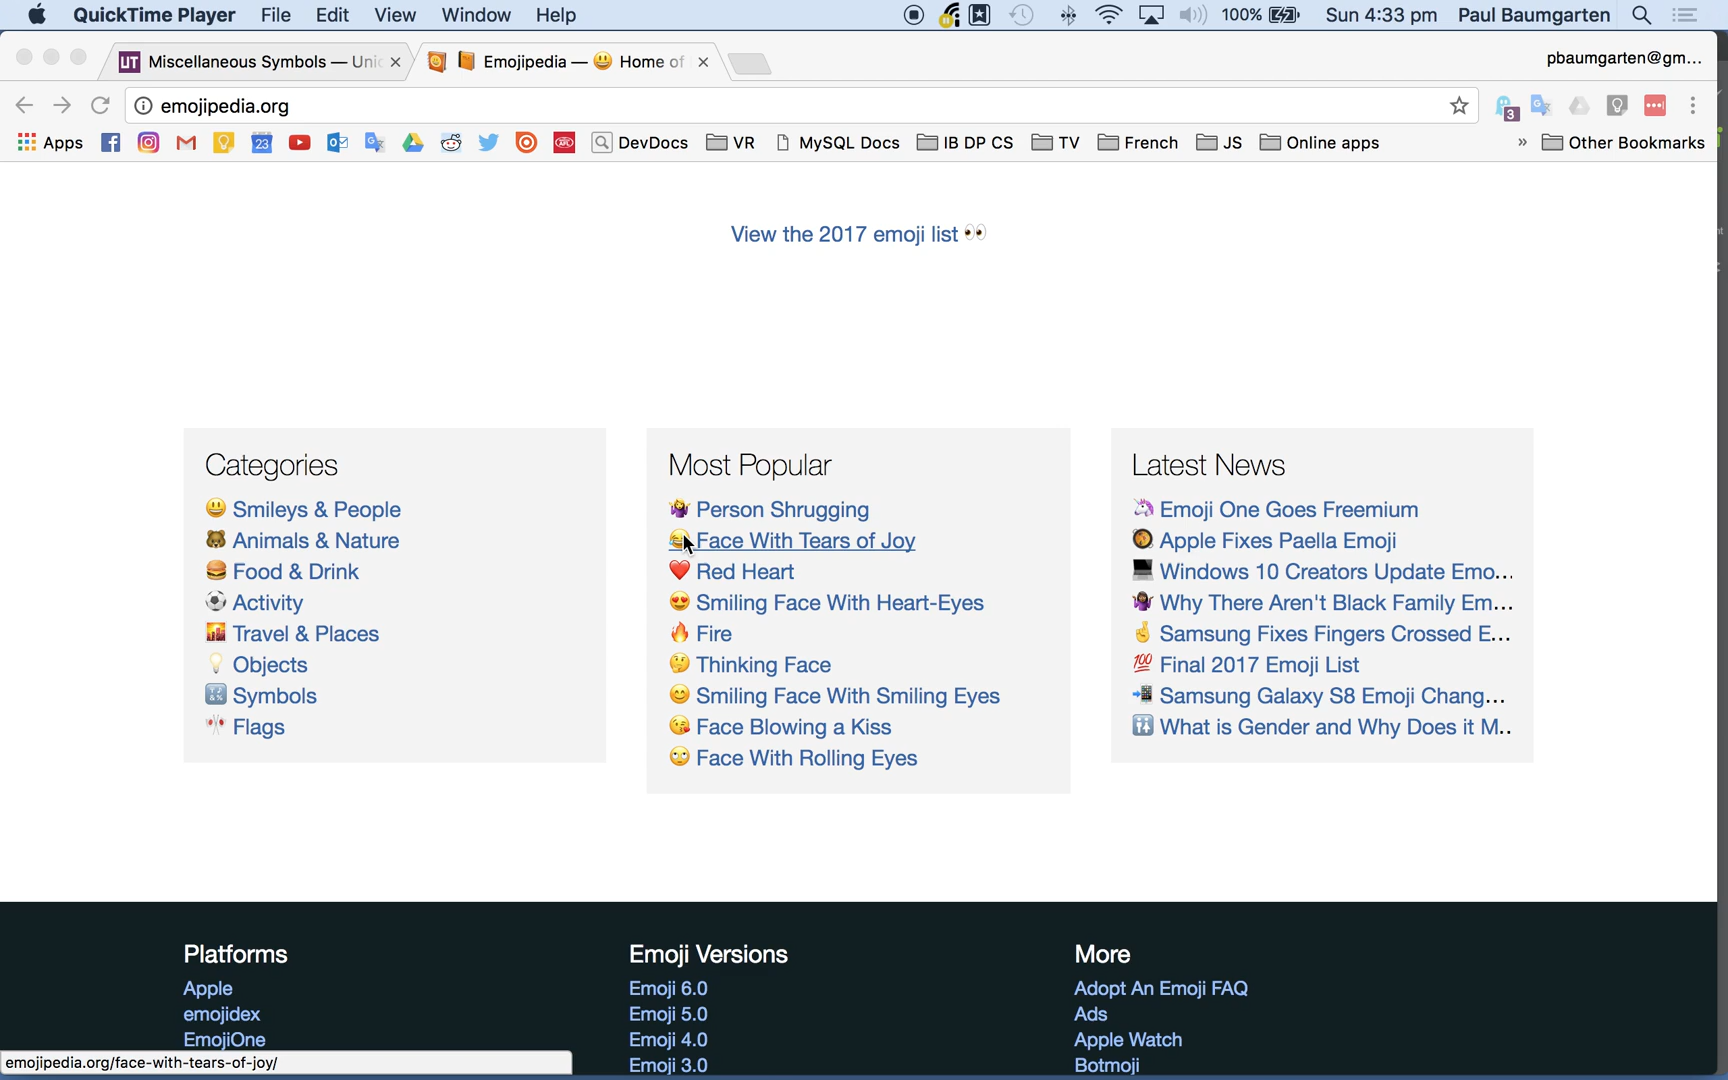 QuickTime Player File Edit View Window Help 100% Sun 4:33 pm Paul Baumgarten
Miscellaneous Symbols — Unic Emojipedia — 😃 Home of pbaumgarten@gm...
emojipedia.org
Apps DevDocs VR MySQL Docs IB DP CS TV French JS Online apps » Other Bookmarks
View the 2017 emoji list 👀
Categories
😃 Smileys & People
🐻 Animals & Nature
🍔 Food & Drink
⚽ Activity
🌇 Travel & Places
💡 Objects
🔣 Symbols
🎌 Flags
Most Popular
🤷‍♀️ Person Shrugging
😂 Face With Tears of Joy
❤️ Red Heart
😍 Smiling Face With Heart-Eyes
🔥 Fire
🤔 Thinking Face
😊 Smiling Face With Smiling Eyes
😘 Face Blowing a Kiss
🙄 Face With Rolling Eyes
Latest News
🦄 Emoji One Goes Freemium
🥘 Apple Fixes Paella Emoji
💻 Windows 10 Creators Update Emo...
🤷🏾‍♀️ Why There Aren't Black Family Em...
🤞 Samsung Fixes Fingers Crossed E...
💯 Final 2017 Emoji List
📲 Samsung Galaxy S8 Emoji Chang...
🚻 What is Gender and Why Does it M...
Platforms
Apple
emojidex
EmojiOne
Emoji Versions
Emoji 6.0
Emoji 5.0
Emoji 4.0
Emoji 3.0
More
Adopt An Emoji FAQ
Ads
Apple Watch
Botmoji
emojipedia.org/face-with-tears-of-joy/